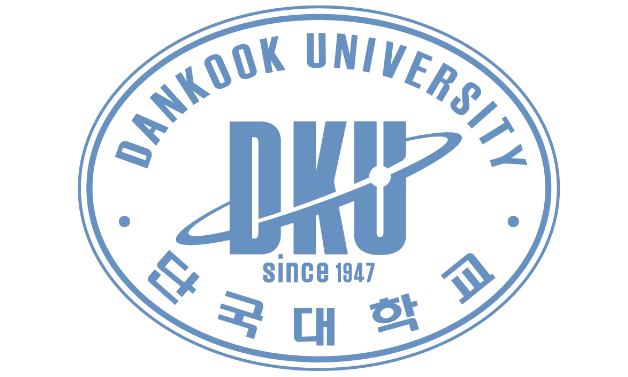 DANKOOK UNIVERSITY
DKU
since 1947
단국대학교